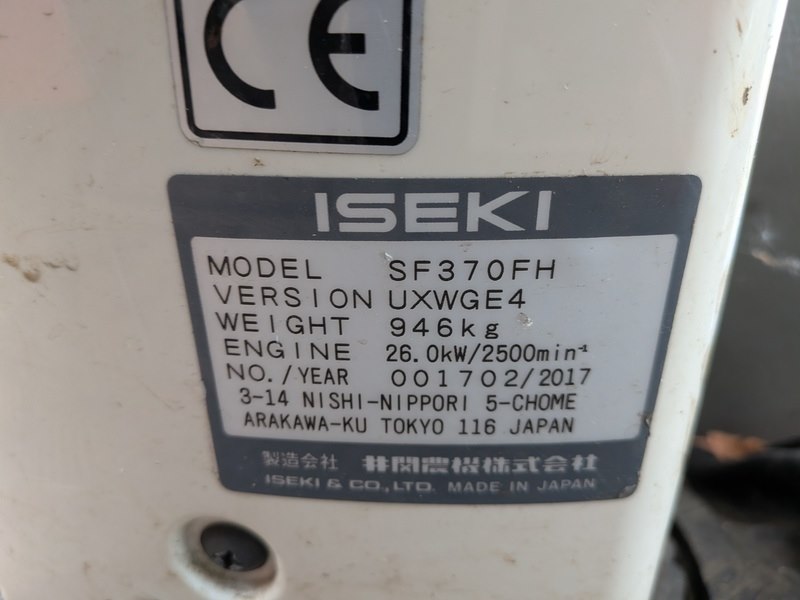 CE
ISEKI
MODEL SF370FH
VERSION UXWGE4
WEIGHT 946kg
ENGINE 26.0kW/2500min⁻¹
NO./YEAR 001702/2017
3-14 NISHI-NIPPORI 5-CHOME
ARAKAWA-KU TOKYO 116 JAPAN
製造会社 井関農機株式会社
ISEKI & CO.,LTD. MADE IN JAPAN